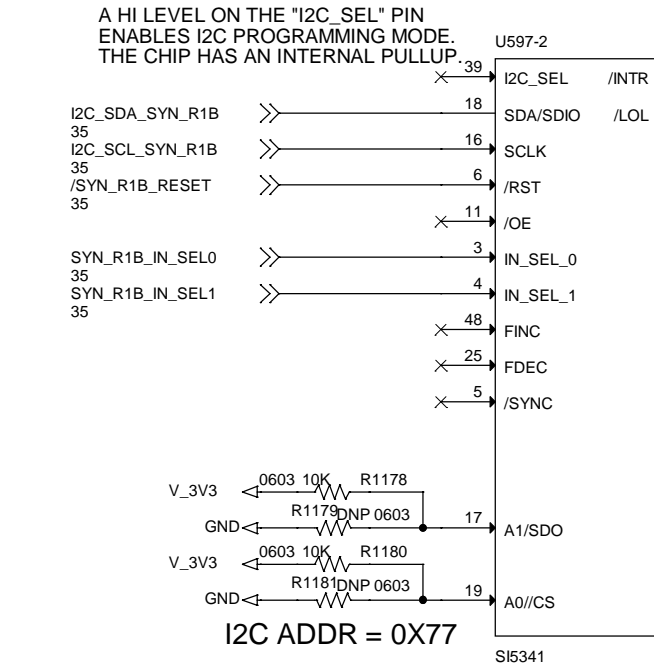 A HI LEVEL ON THE "I2C_SEL" PIN
ENABLES I2C PROGRAMMING MODE.
THE CHIP HAS AN INTERNAL PULLUP.
U597-2
39 I2C_SEL /INTR
I2C_SDA_SYN_R1B 18 SDA/SDIO /LOL
35
I2C_SCL_SYN_R1B 16 SCLK
35
/SYN_R1B_RESET 6 /RST
35
11 /OE
SYN_R1B_IN_SEL0 3 IN_SEL_0
35
SYN_R1B_IN_SEL1 4 IN_SEL_1
35
48 FINC
25 FDEC
5 /SYNC
V_3V3 0603 10K R1178
GND R1179 DNP 0603 17 A1/SDO
V_3V3 0603 10K R1180
GND R1181 DNP 0603 19 A0//CS
I2C ADDR = 0X77
SI5341